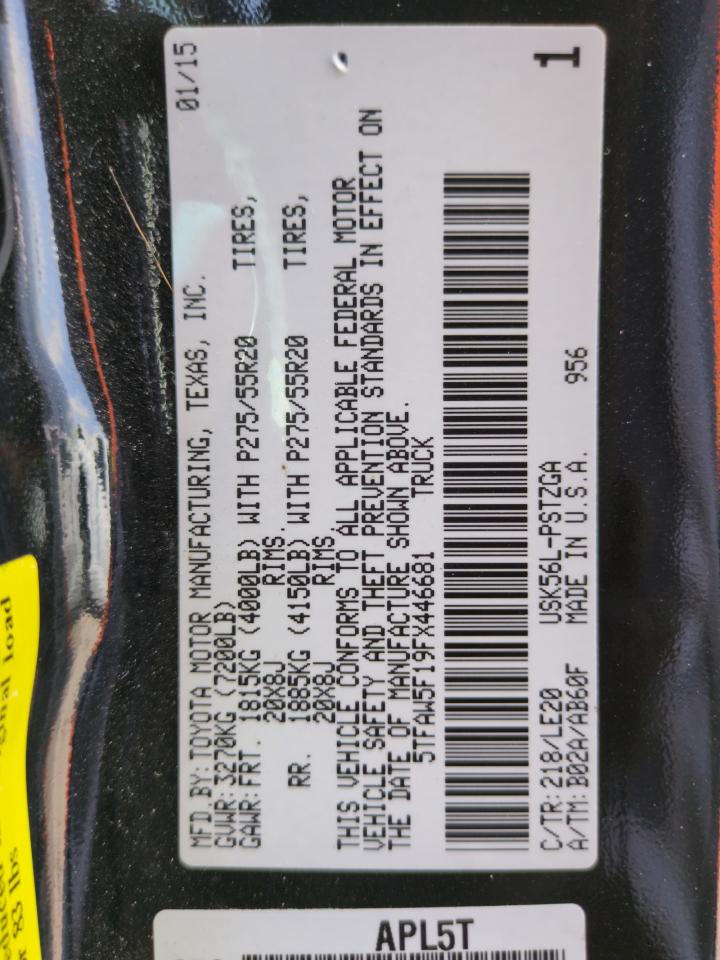 MFD.BY: TOYOTA MOTOR MANUFACTURING, TEXAS, INC. 01/15
GVWR: 3270KG (7200LB)
GAWR: FRT. 1815KG (4000LB) WITH P275/55R20 TIRES,
20X8J RIMS.
RR. 1885KG (4150LB) WITH P275/55R20 TIRES,
20X8J RIMS.
THIS VEHICLE CONFORMS TO ALL APPLICABLE FEDERAL MOTOR
VEHICLE SAFETY AND THEFT PREVENTION STANDARDS IN EFFECT ON
THE DATE OF MANUFACTURE SHOWN ABOVE.
5TFAW5F19FX446681 TRUCK
C/TR: 218/LE20 USK56L-PSTZGA 956
A/TM: B02A/AB60F MADE IN U.S.A.
1
APL5T
load
83 lbs